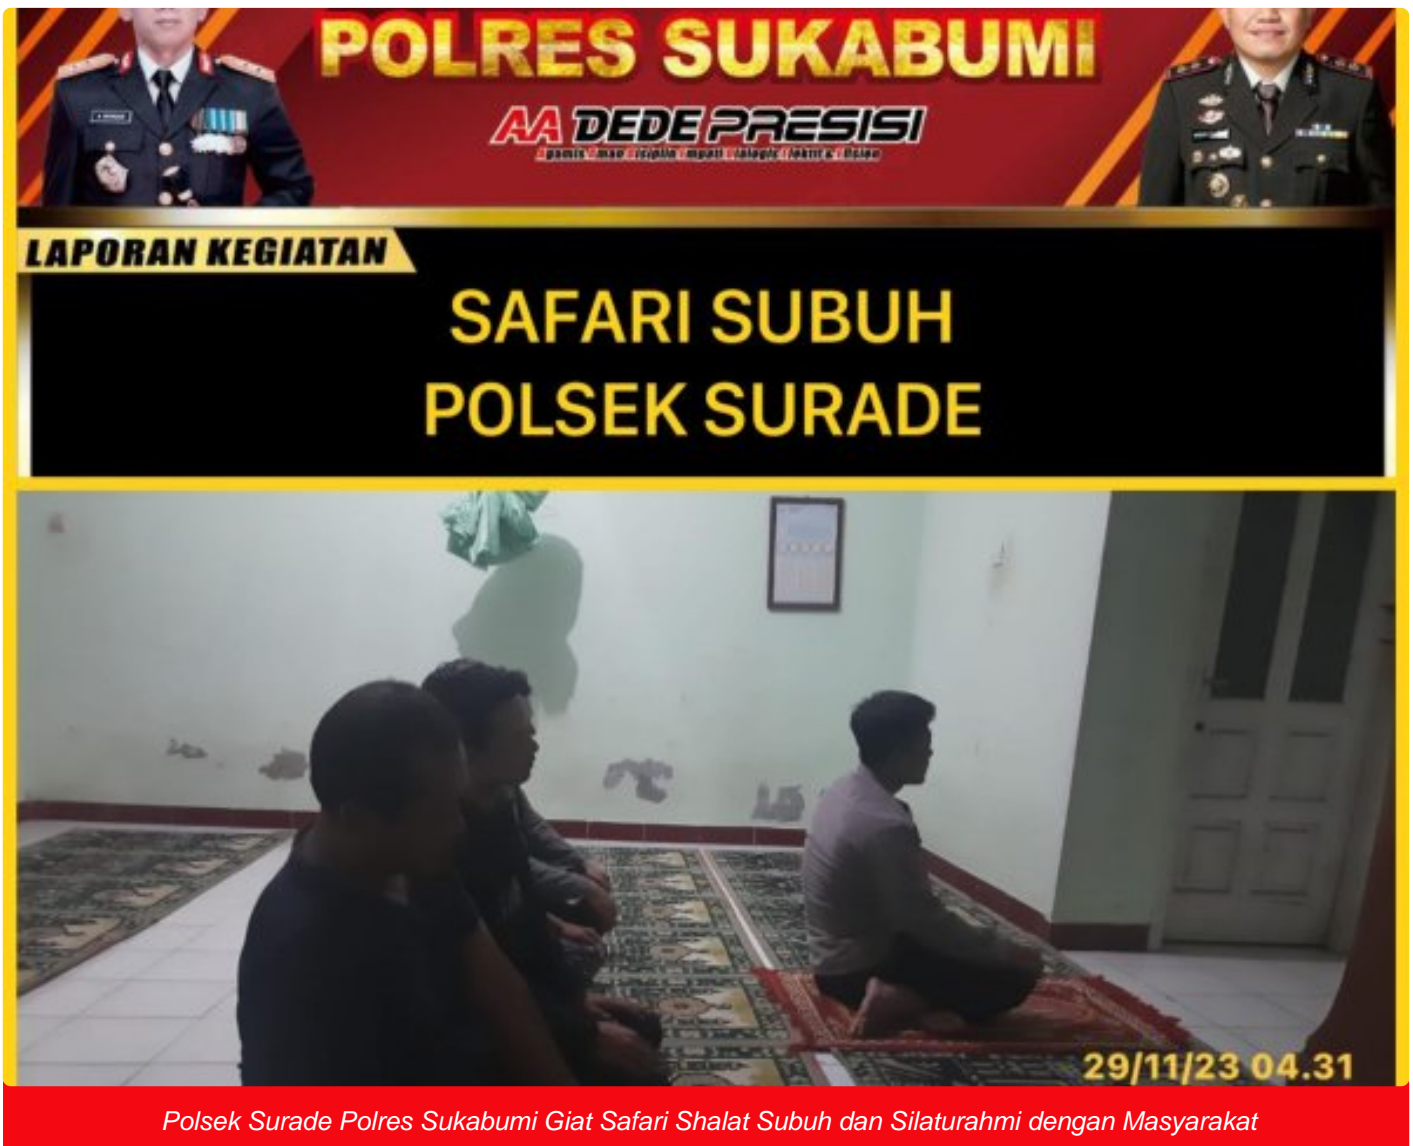 POLRES SUKABUMI
AA DEDE PRESISI
LAPORAN KEGIATAN
SAFARI SUBUH
POLSEK SURADE
29/11/23 04.31
Polsek Surade Polres Sukabumi Giat Safari Shalat Subuh dan Silaturahmi dengan Masyarakat